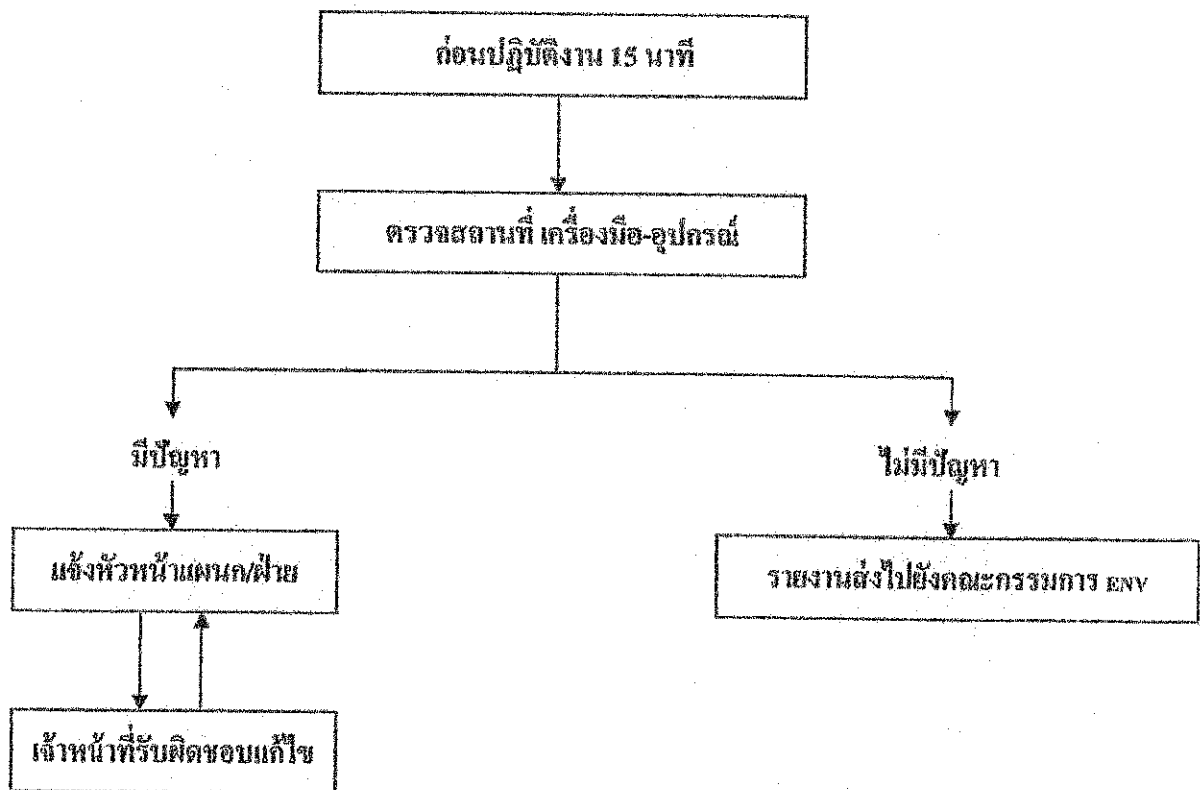 ก่อนปฏิบัติงาน 15 นาที
ตรวจสถานที่ เครื่องมือ-อุปกรณ์
มีปัญหา
ไม่มีปัญหา
แจ้งหัวหน้าแผนก/ฝ่าย
รายงานส่งไปยังคณะกรรมการ ENV
เจ้าหน้าที่รับผิดชอบแก้ไข